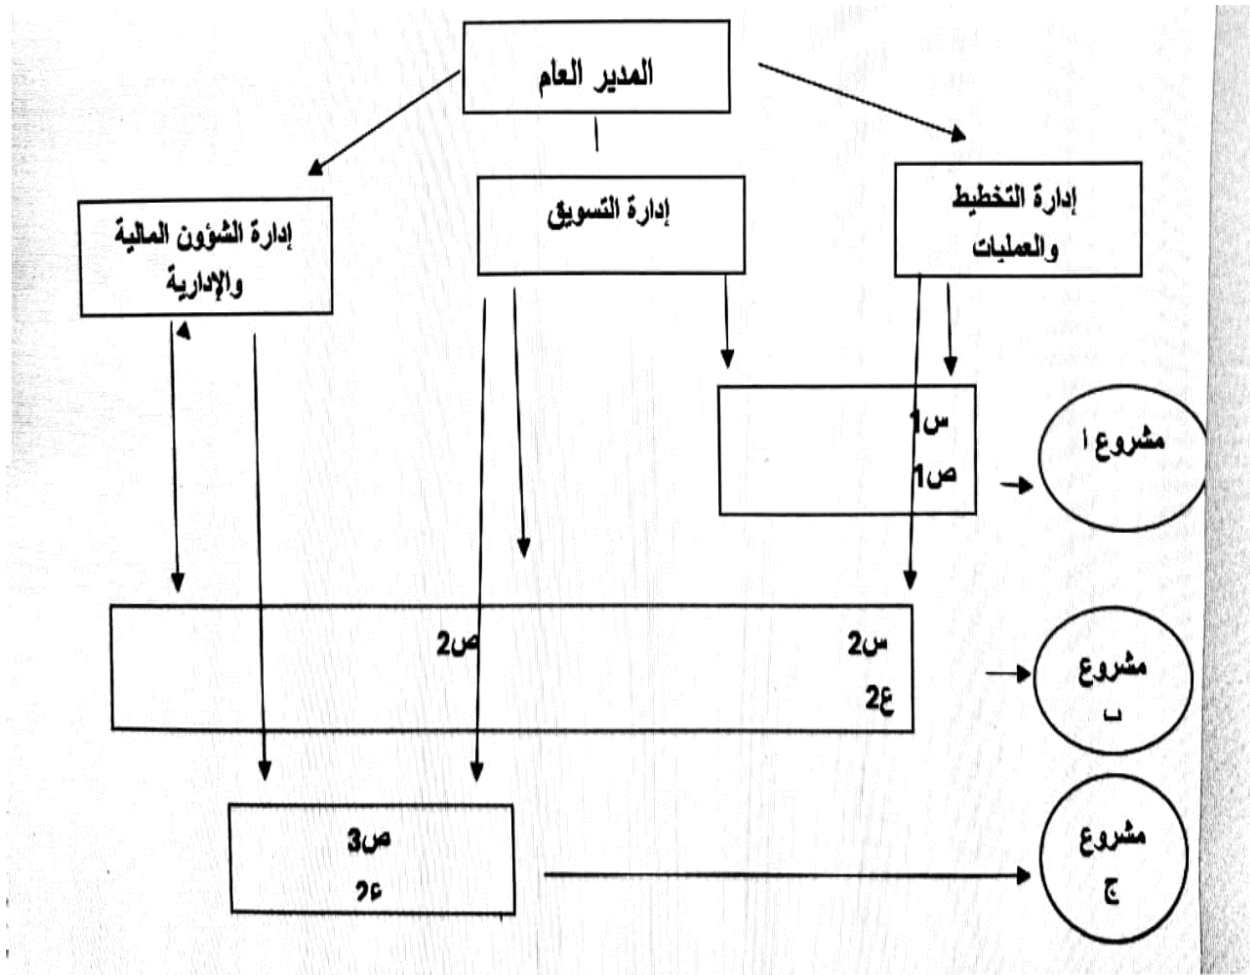 المدير العام
إدارة التخطيط
والعمليات
إدارة التسويق
إدارة الشؤون المالية
والإدارية
س1
ص1
مشروع ا
س2
ص2
ع2
مشروع
ب
ص3
مشروع
ج